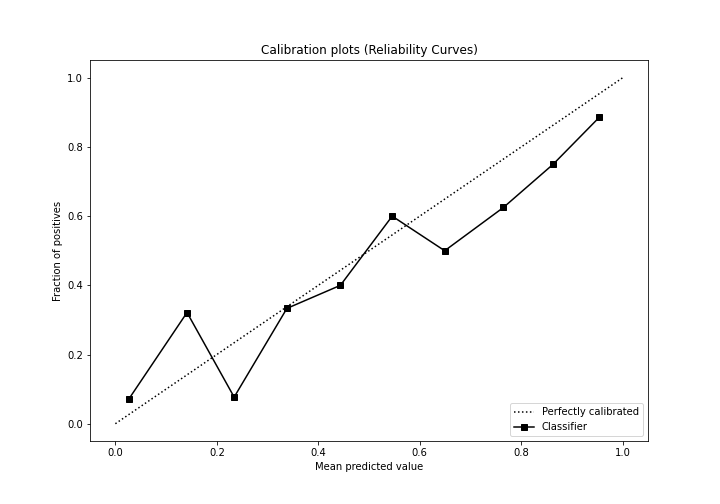 Calibration plots (Reliability Curves)
1.0
0.8
0.6
0.4
0.2
0.0
Fraction of positives
0.0 0.2 0.4 0.6 0.8 1.0
Mean predicted value
Perfectly calibrated
Classifier